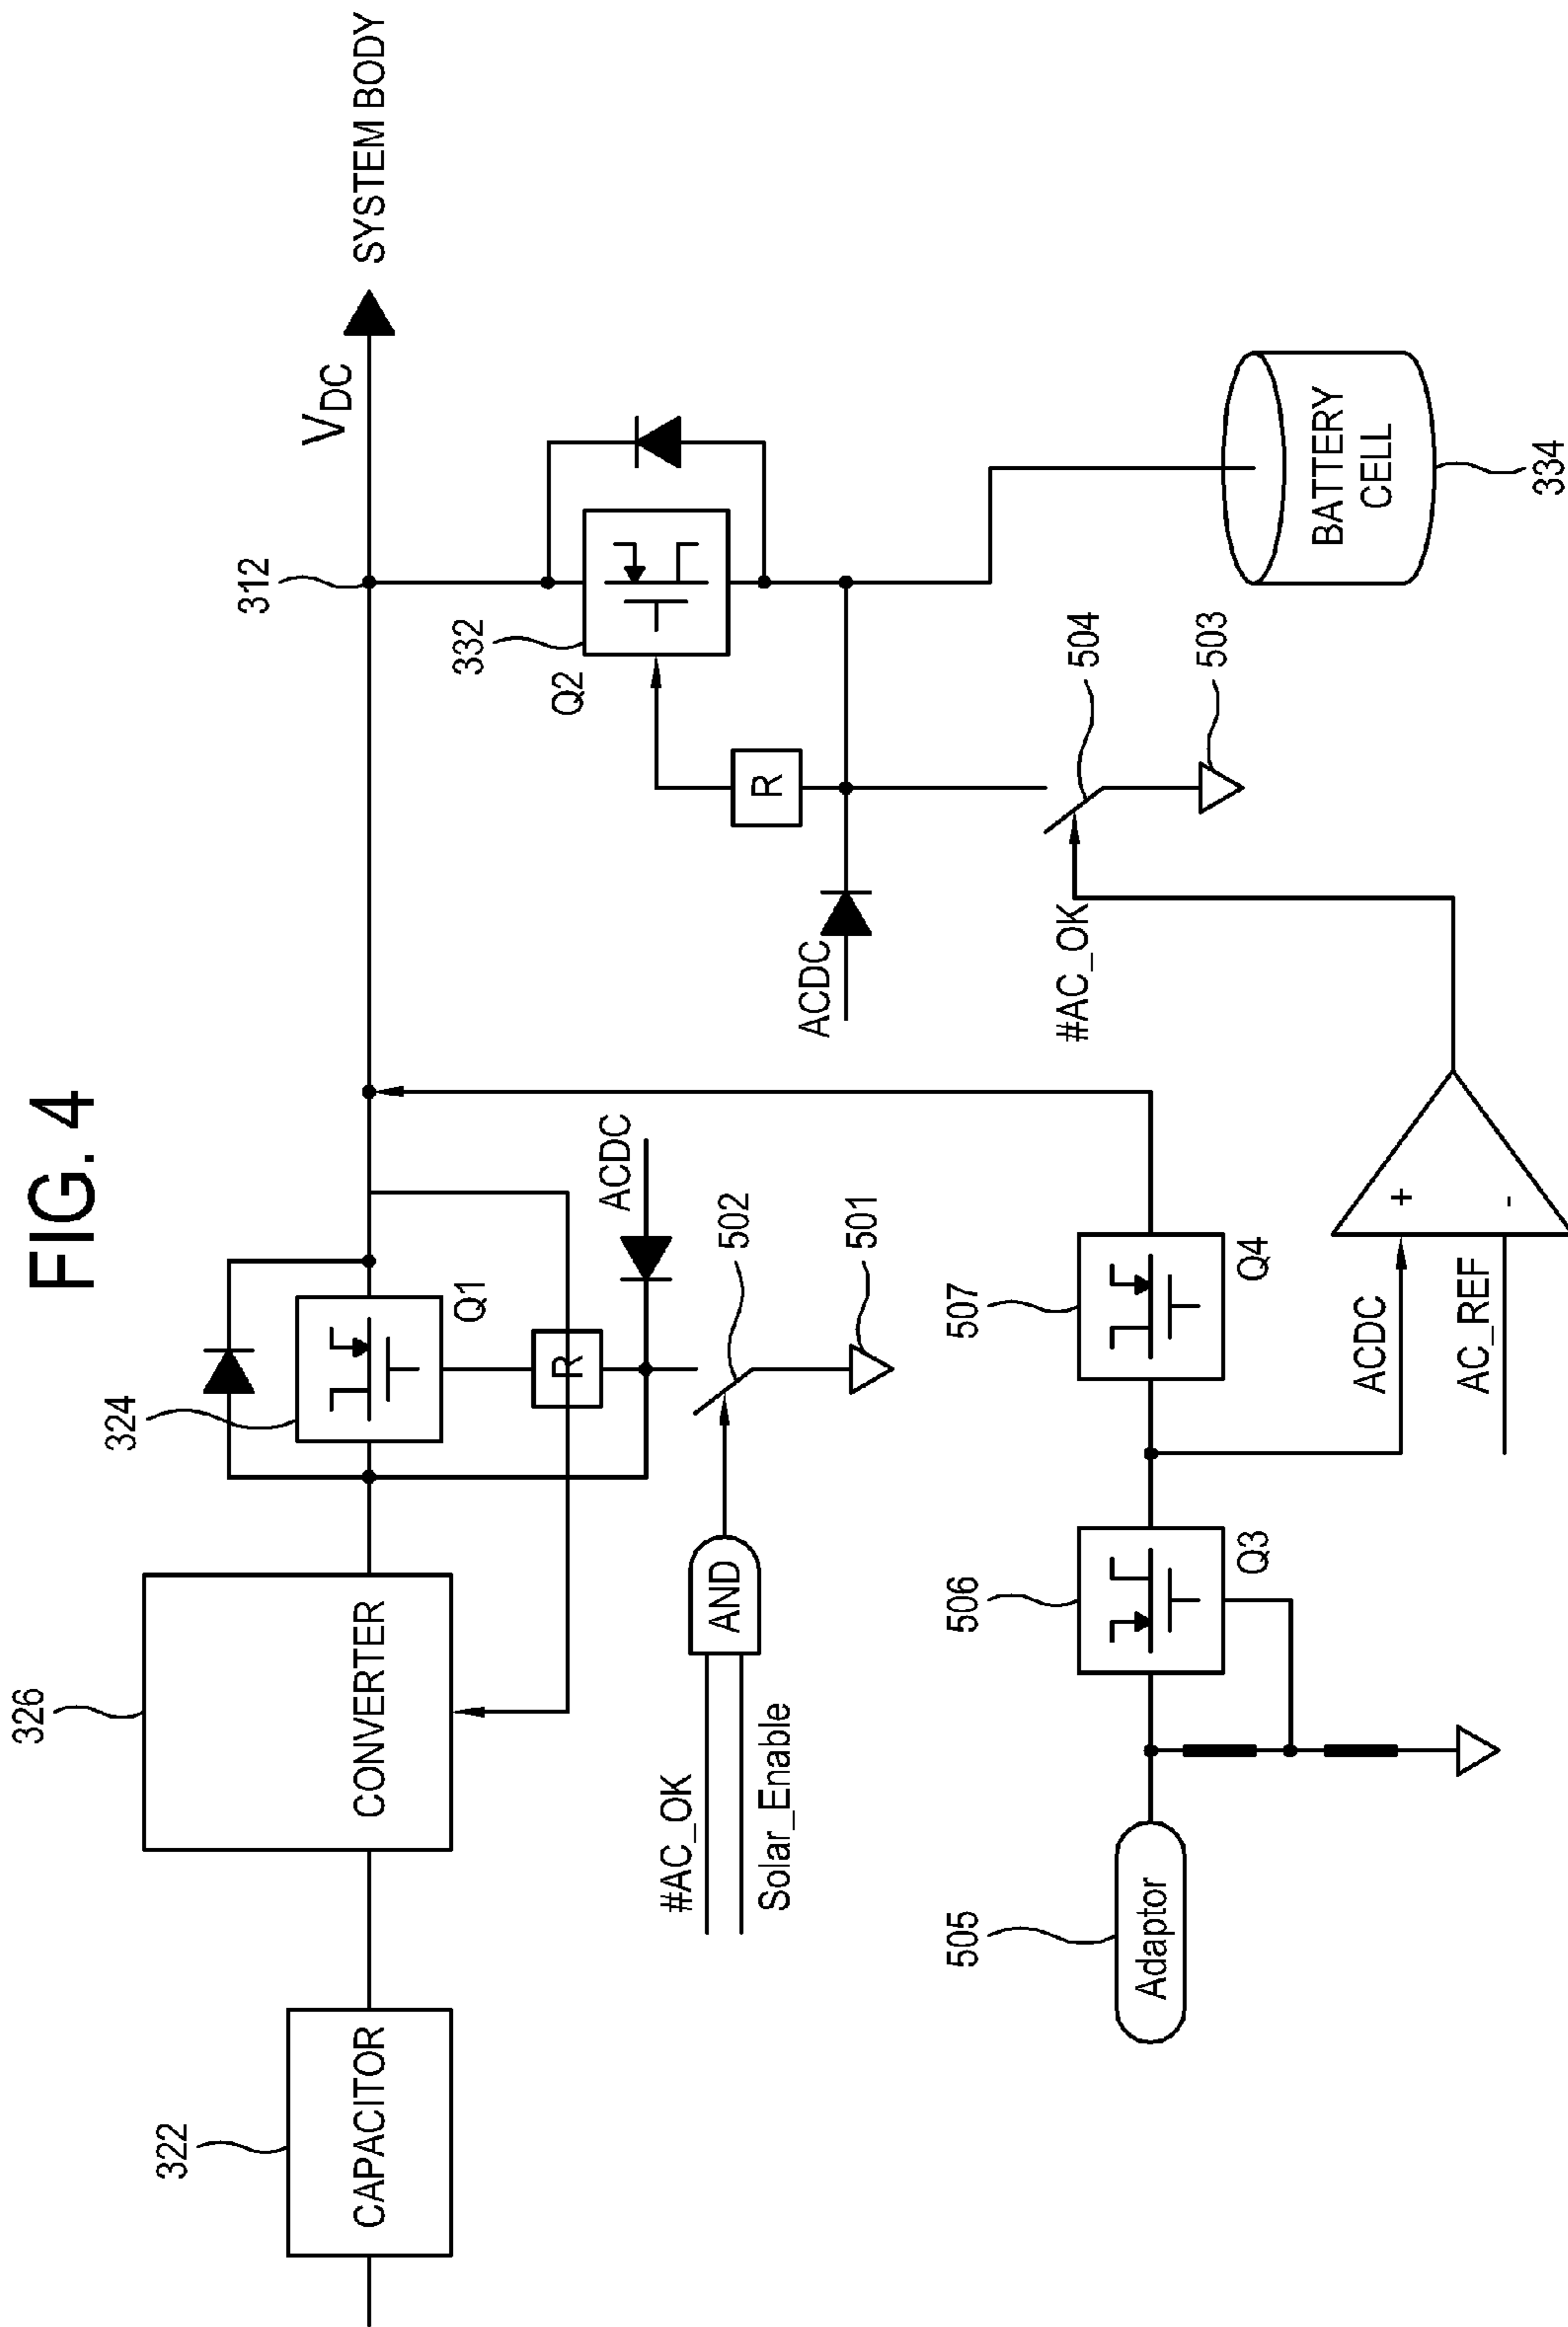 FIG. 4
322
CAPACITOR
326
CONVERTER
324
Q1
R
ACDC
#AC_OK
Solar_Enable
AND
502
501
312
V_DC
SYSTEM BODY
332
Q2
R
ACDC
#AC_OK
504
503
BATTERY
CELL
334
505
Adaptor
506
Q3
507
Q4
ACDC
AC_REF
+
-